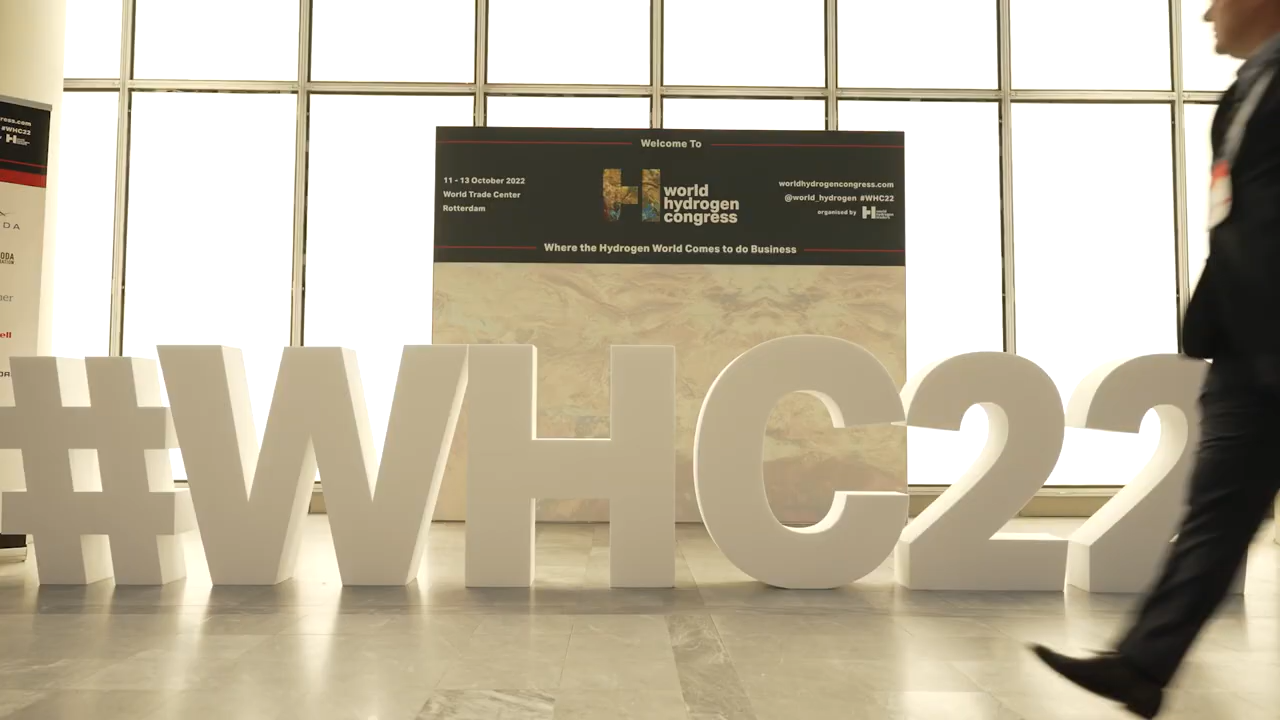 Welcome To
11 - 13 October 2022
World Trade Center
Rotterdam
world
hydrogen
congress
worldhydrogencongress.com
@world_hydrogen #WHC22
organised by
Where the Hydrogen World Comes to do Business
#WHC22
#WHC22